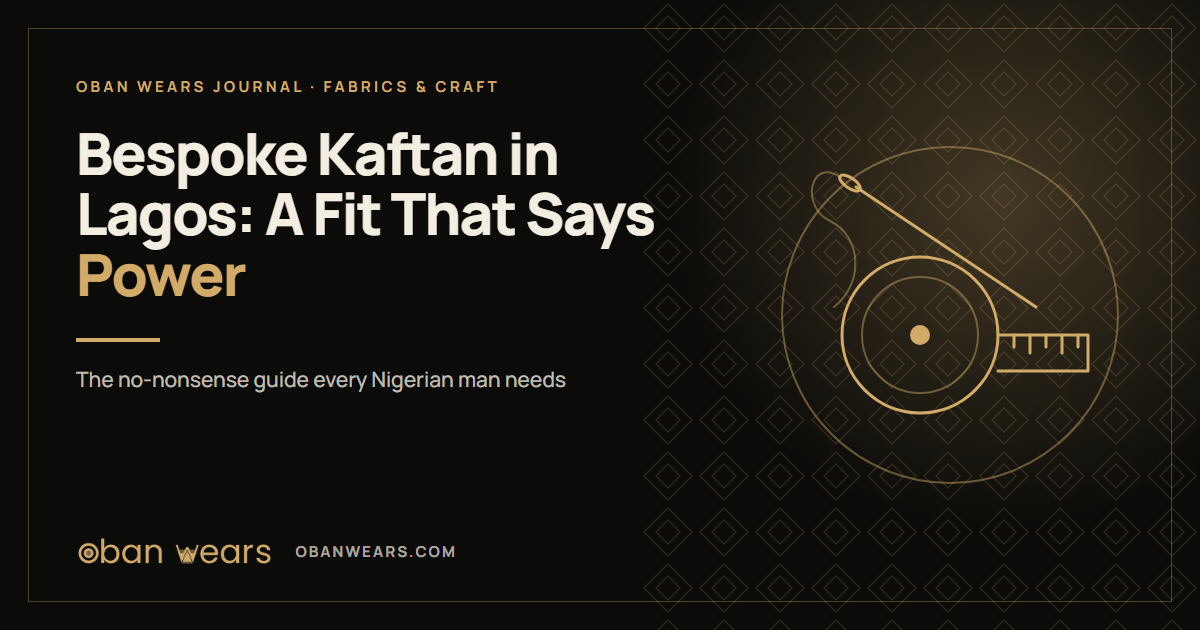 OBAN WEARS JOURNAL · FABRICS & CRAFT
Bespoke Kaftan in
Lagos: A Fit That Says
Power
The no-nonsense guide every Nigerian man needs
Oban wears
OBANWEARS.COM